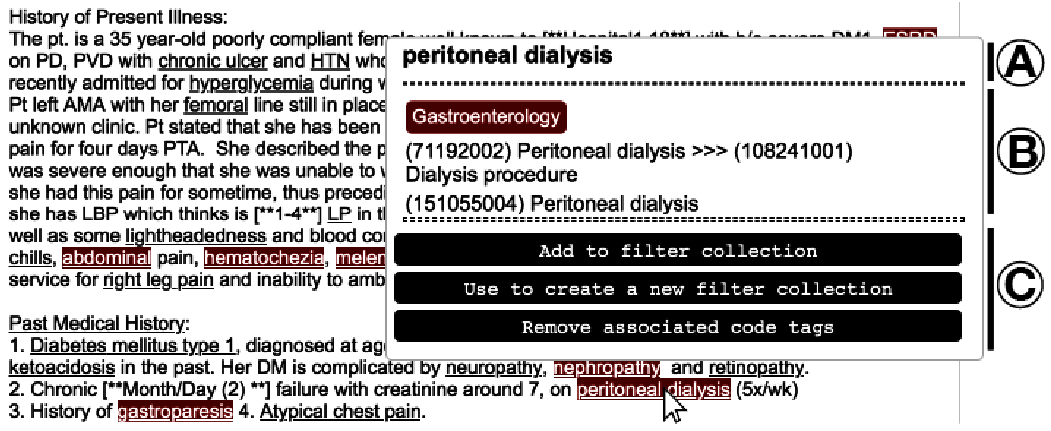 History of Present Illness:
The pt. is a 35 year-old poorly compliant female well known to [**Hospital1 18**] with h/o severe DM1, ESRD
on PD, PVD with chronic ulcer and HTN who
recently admitted for hyperglycemia during
Pt left AMA with her femoral line still in place
unknown clinic. Pt stated that she has been
pain for four days PTA. She described the
was severe enough that she was unable to
she had this pain for sometime, thus
she has LBP which thinks is [**1-4**] LP in
well as some lightheadedness and blood
chills, abdominal pain, hematochezia, melen
service for right leg pain and inability to amb
Past Medical History:
1. Diabetes mellitus type 1, diagnosed at
ketoacidosis in the past. Her DM is complicated by neuropathy, nephropathy and retinopathy.
2. Chronic [**Month/Day (2) **] failure with creatinine around 7, on peritoneal dialysis (5x/wk)
3. History of gastroparesis 4. Atypical chest pain.
peritoneal dialysis
Gastroenterology
(71192002) Peritoneal dialysis >>> (108241001)
Dialysis procedure
(151055004) Peritoneal dialysis
Add to filter collection
Use to create a new filter collection
Remove associated code tags
A
B
C